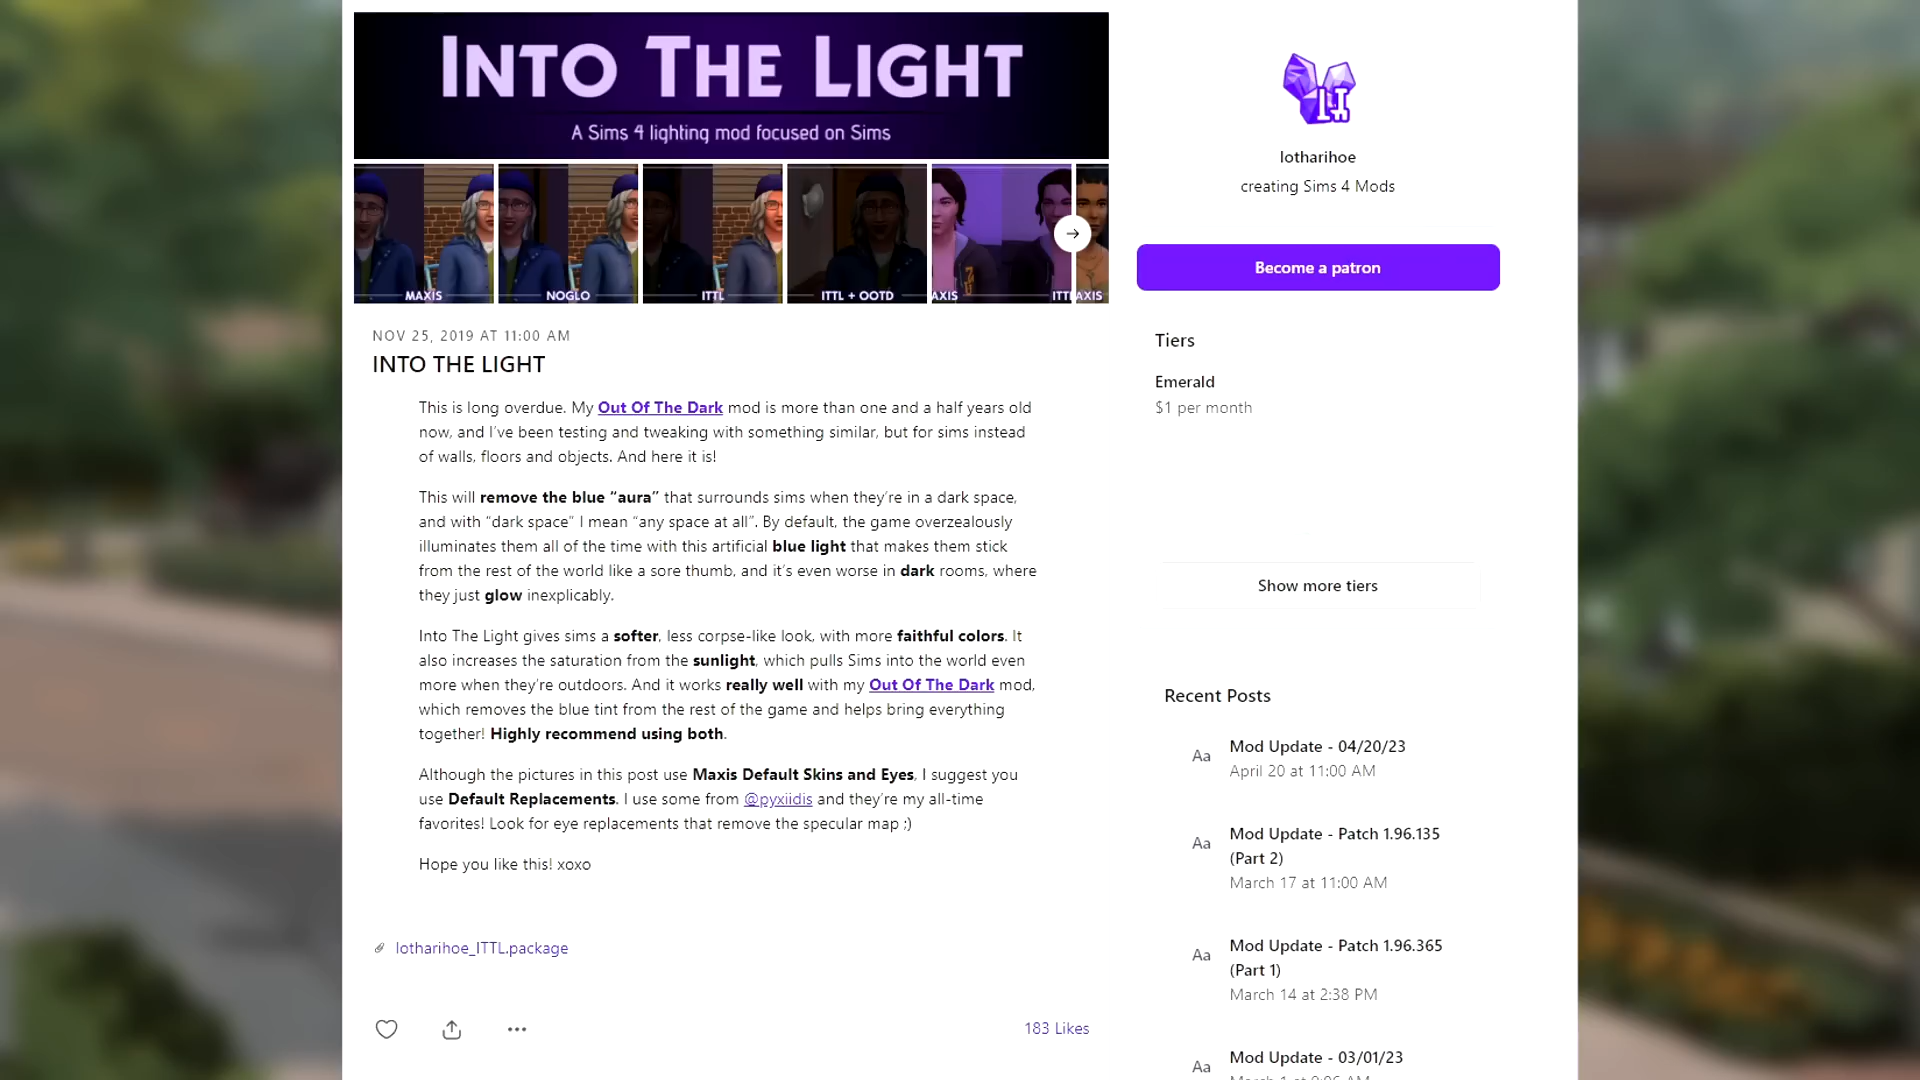 INTO THE LIGHT
A Sims 4 lighting mod focused on Sims
MAXIS
NOGLO
ITTL
ITTL + OOTD
AXIS
ITTL
AXIS
NOV 25, 2019 AT 11:00 AM
INTO THE LIGHT
This is long overdue. My Out Of The Dark mod is more than one and a half years old
now, and I've been testing and tweaking with something similar, but for sims instead
of walls, floors and objects. And here it is!
This will remove the blue “aura” that surrounds sims when they're in a dark space,
and with “dark space” I mean “any space at all”. By default, the game overzealously
illuminates them all of the time with this artificial blue light that makes them stick
from the rest of the world like a sore thumb, and it's even worse in dark rooms, where
they just glow inexplicably.
Into The Light gives sims a softer, less corpse-like look, with more faithful colors. It
also increases the saturation from the sunlight, which pulls Sims into the world even
more when they're outdoors. And it works really well with my Out Of The Dark mod,
which removes the blue tint from the rest of the game and helps bring everything
together! Highly recommend using both.
Although the pictures in this post use Maxis Default Skins and Eyes, I suggest you
use Default Replacements. I use some from @pyxiidis and they're my all-time
favorites! Look for eye replacements that remove the specular map ;)
Hope you like this! xoxo
lotharihoe_ITTL.package
183 Likes
lotharihoe
creating Sims 4 Mods
Become a patron
Tiers
Emerald
$1 per month
Show more tiers
Recent Posts
Aa
Mod Update - 04/20/23
April 20 at 11:00 AM
Aa
Mod Update - Patch 1.96.135
(Part 2)
March 17 at 11:00 AM
Aa
Mod Update - Patch 1.96.365
(Part 1)
March 14 at 2:38 PM
Aa
Mod Update - 03/01/23